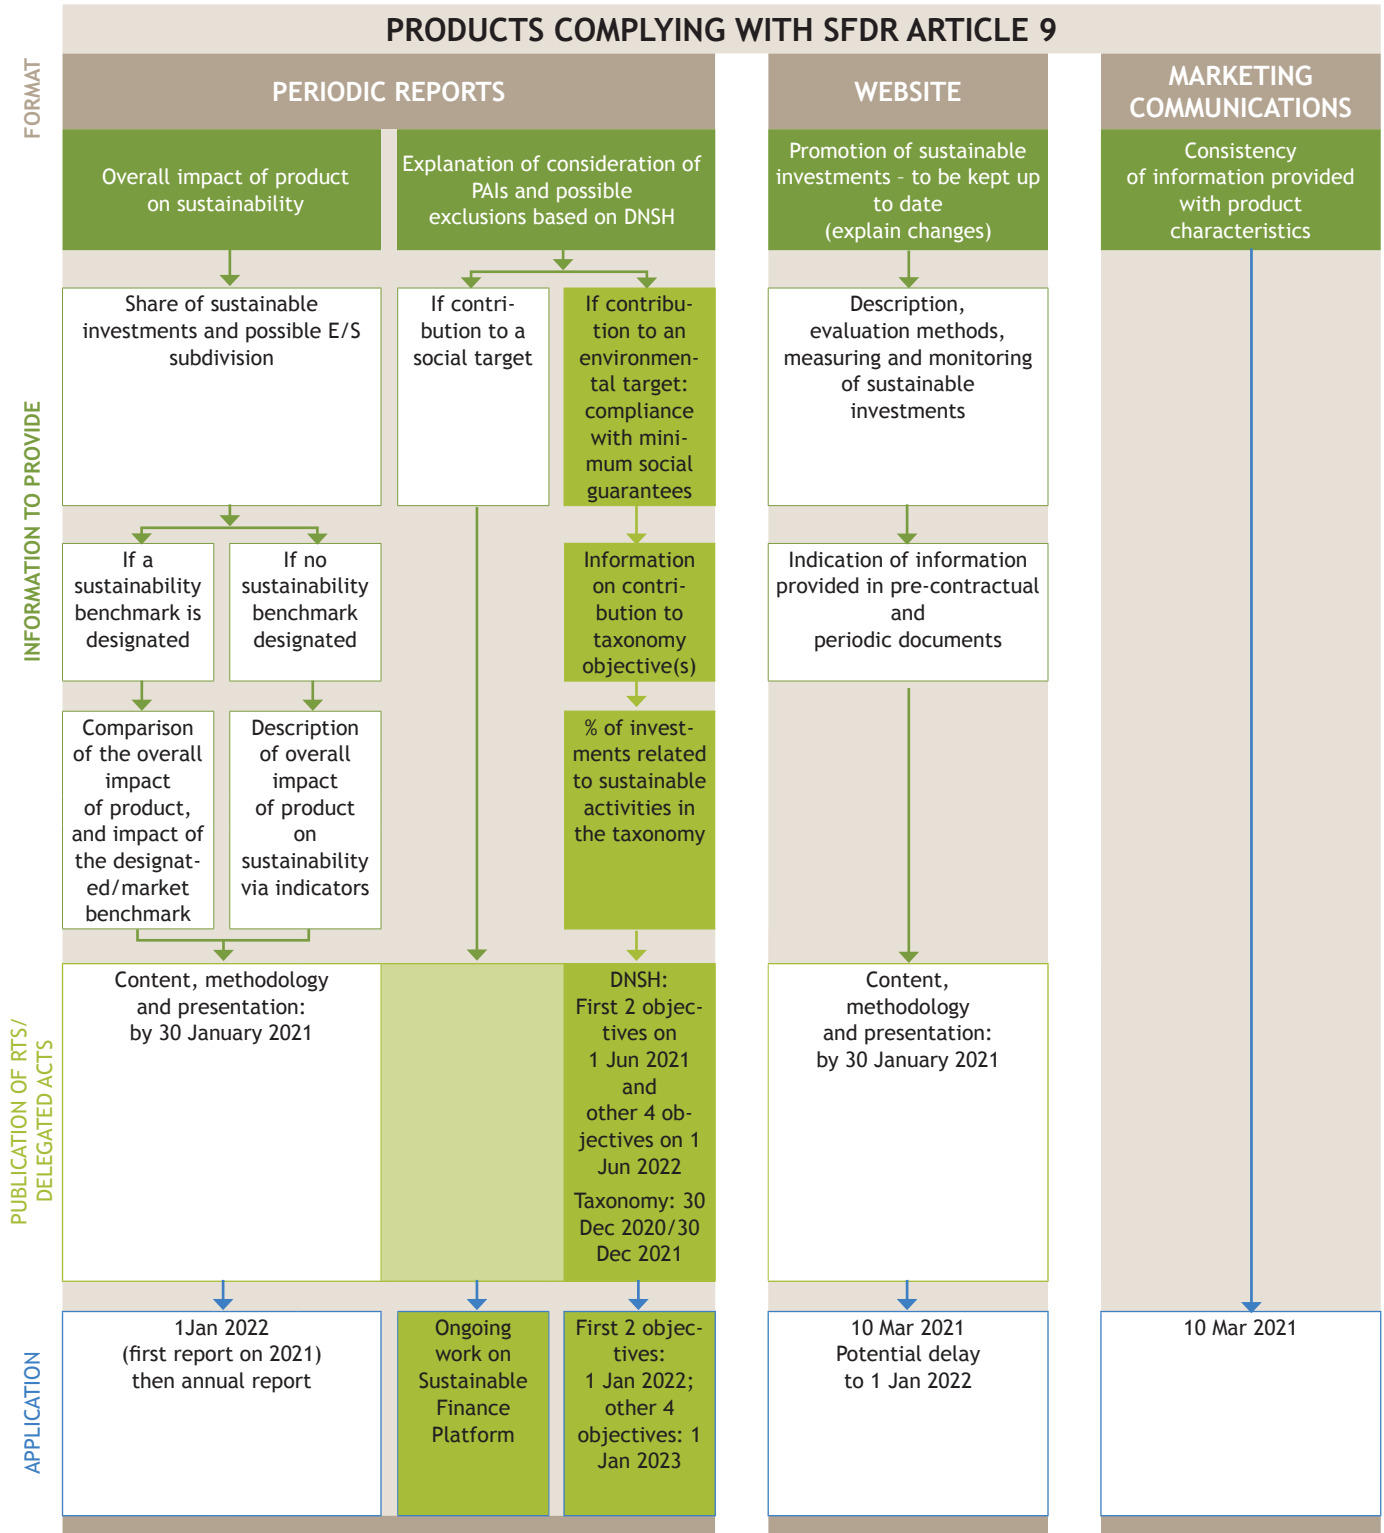 PRODUCTS COMPLYING WITH SFDR ARTICLE 9
FORMAT
PERIODIC REPORTS
WEBSITE
MARKETING
COMMUNICATIONS
Overall impact of product
on sustainability
Explanation of consideration of
PAIs and possible
exclusions based on DNSH
Promotion of sustainable
investments – to be kept up
to date
(explain changes)
Consistency
of information provided
with product
characteristics
INFORMATION TO PROVIDE
Share of sustainable
investments and possible E/S
subdivision
If contri-
bution to a
social target
If contribu-
tion to an
environmen-
tal target:
compliance
with mini-
mum social
guarantees
Description,
evaluation methods,
measuring and monitoring
of sustainable
investments
If a
sustainability
benchmark is
designated
If no
sustainability
benchmark
designated
Information
on contri-
bution to
taxonomy
objective(s)
Indication of information
provided in pre-contractual
and
periodic documents
Comparison
of the overall
impact
of product,
and impact of
the designat-
ed/market
benchmark
Description
of overall
impact
of product
on
sustainability
via indicators
% of invest-
ments related
to sustainable
activities in
the taxonomy
PUBLICATION OF RTS/
DELEGATED ACTS
Content, methodology
and presentation:
by 30 January 2021
DNSH:
First 2 objec-
tives on
1 Jun 2021
and
other 4 ob-
jectives on 1
Jun 2022
Taxonomy: 30
Dec 2020/30
Dec 2021
Content,
methodology
and presentation:
by 30 January 2021
APPLICATION
1Jan 2022
(first report on 2021)
then annual report
Ongoing
work on
Sustainable
Finance
Platform
First 2 objec-
tives:
1 Jan 2022;
other 4
objectives: 1
Jan 2023
10 Mar 2021
Potential delay
to 1 Jan 2022
10 Mar 2021